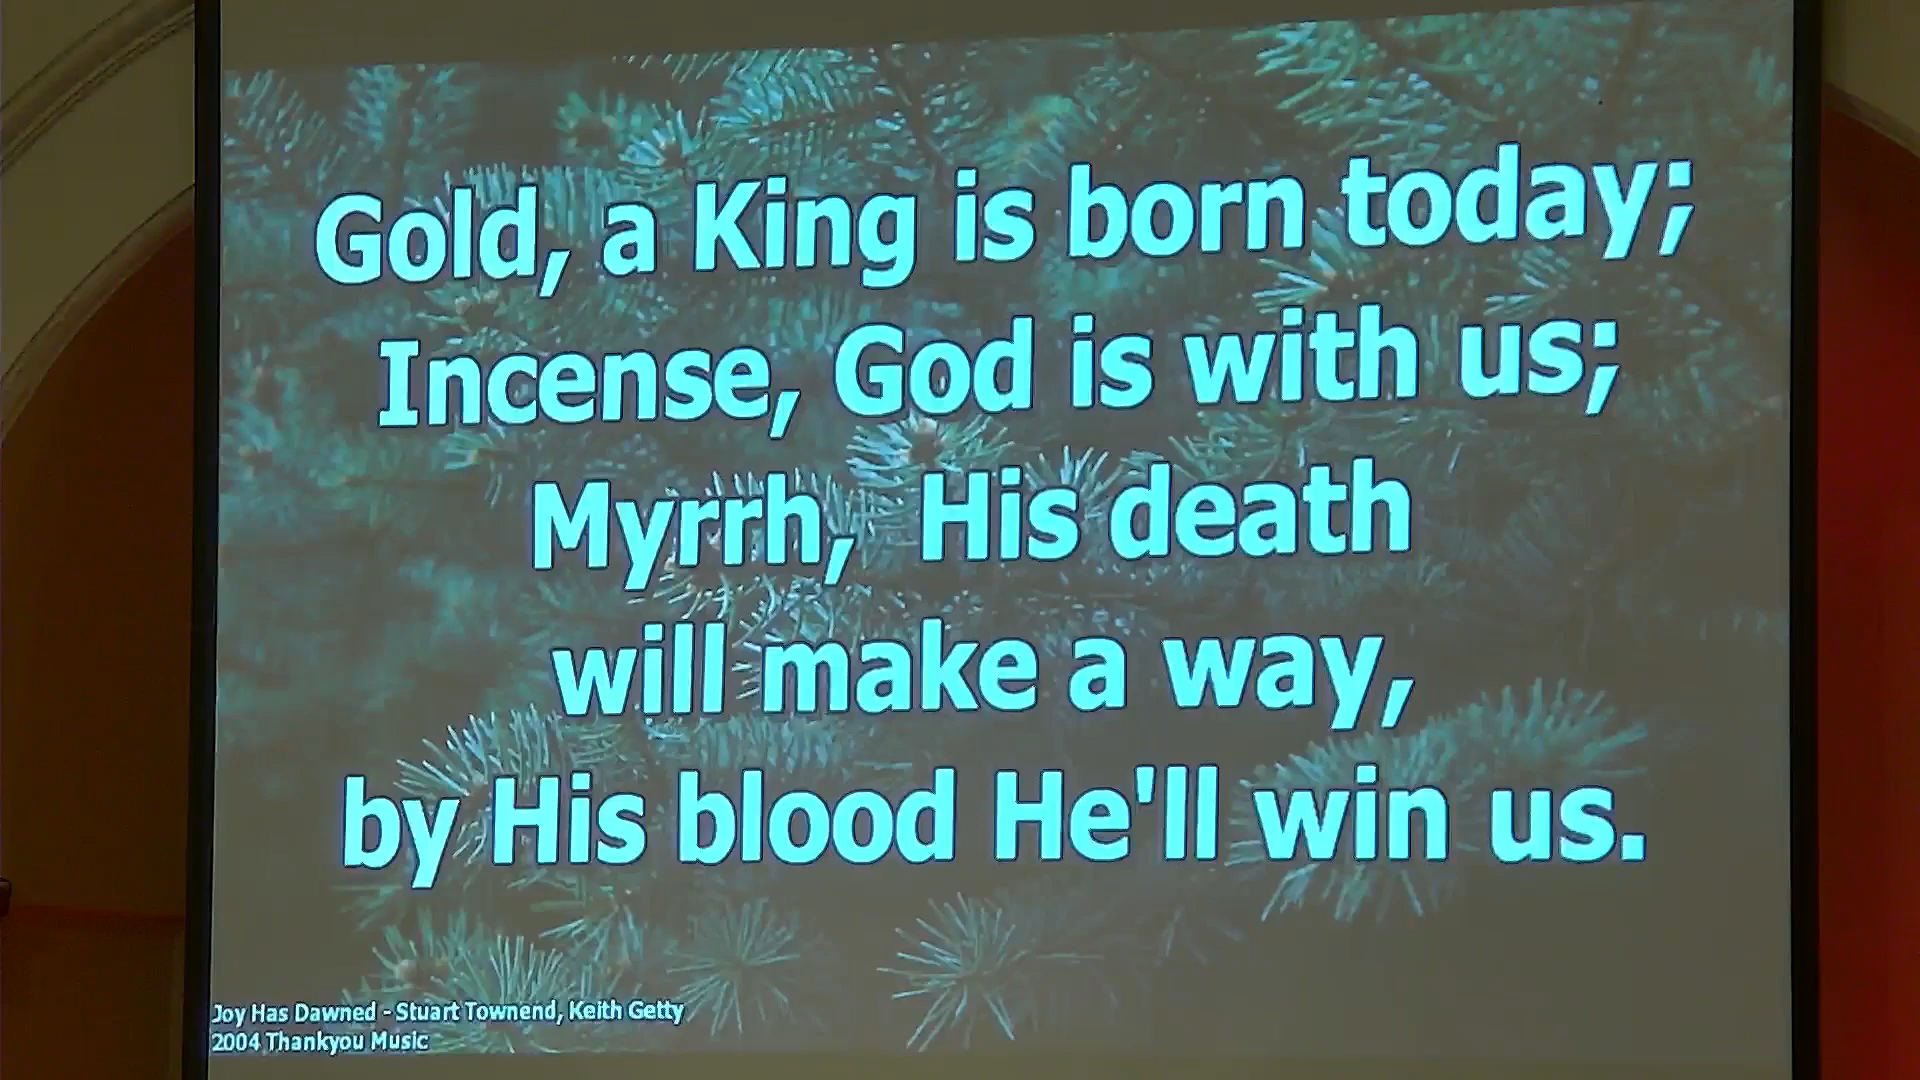 Gold, a King is born today;
Incense, God is with us;
Myrrh,  His death
will make a way,
by His blood He'll win us.
Joy Has Dawned - Stuart Townend, Keith Getty
2004 Thankyou Music